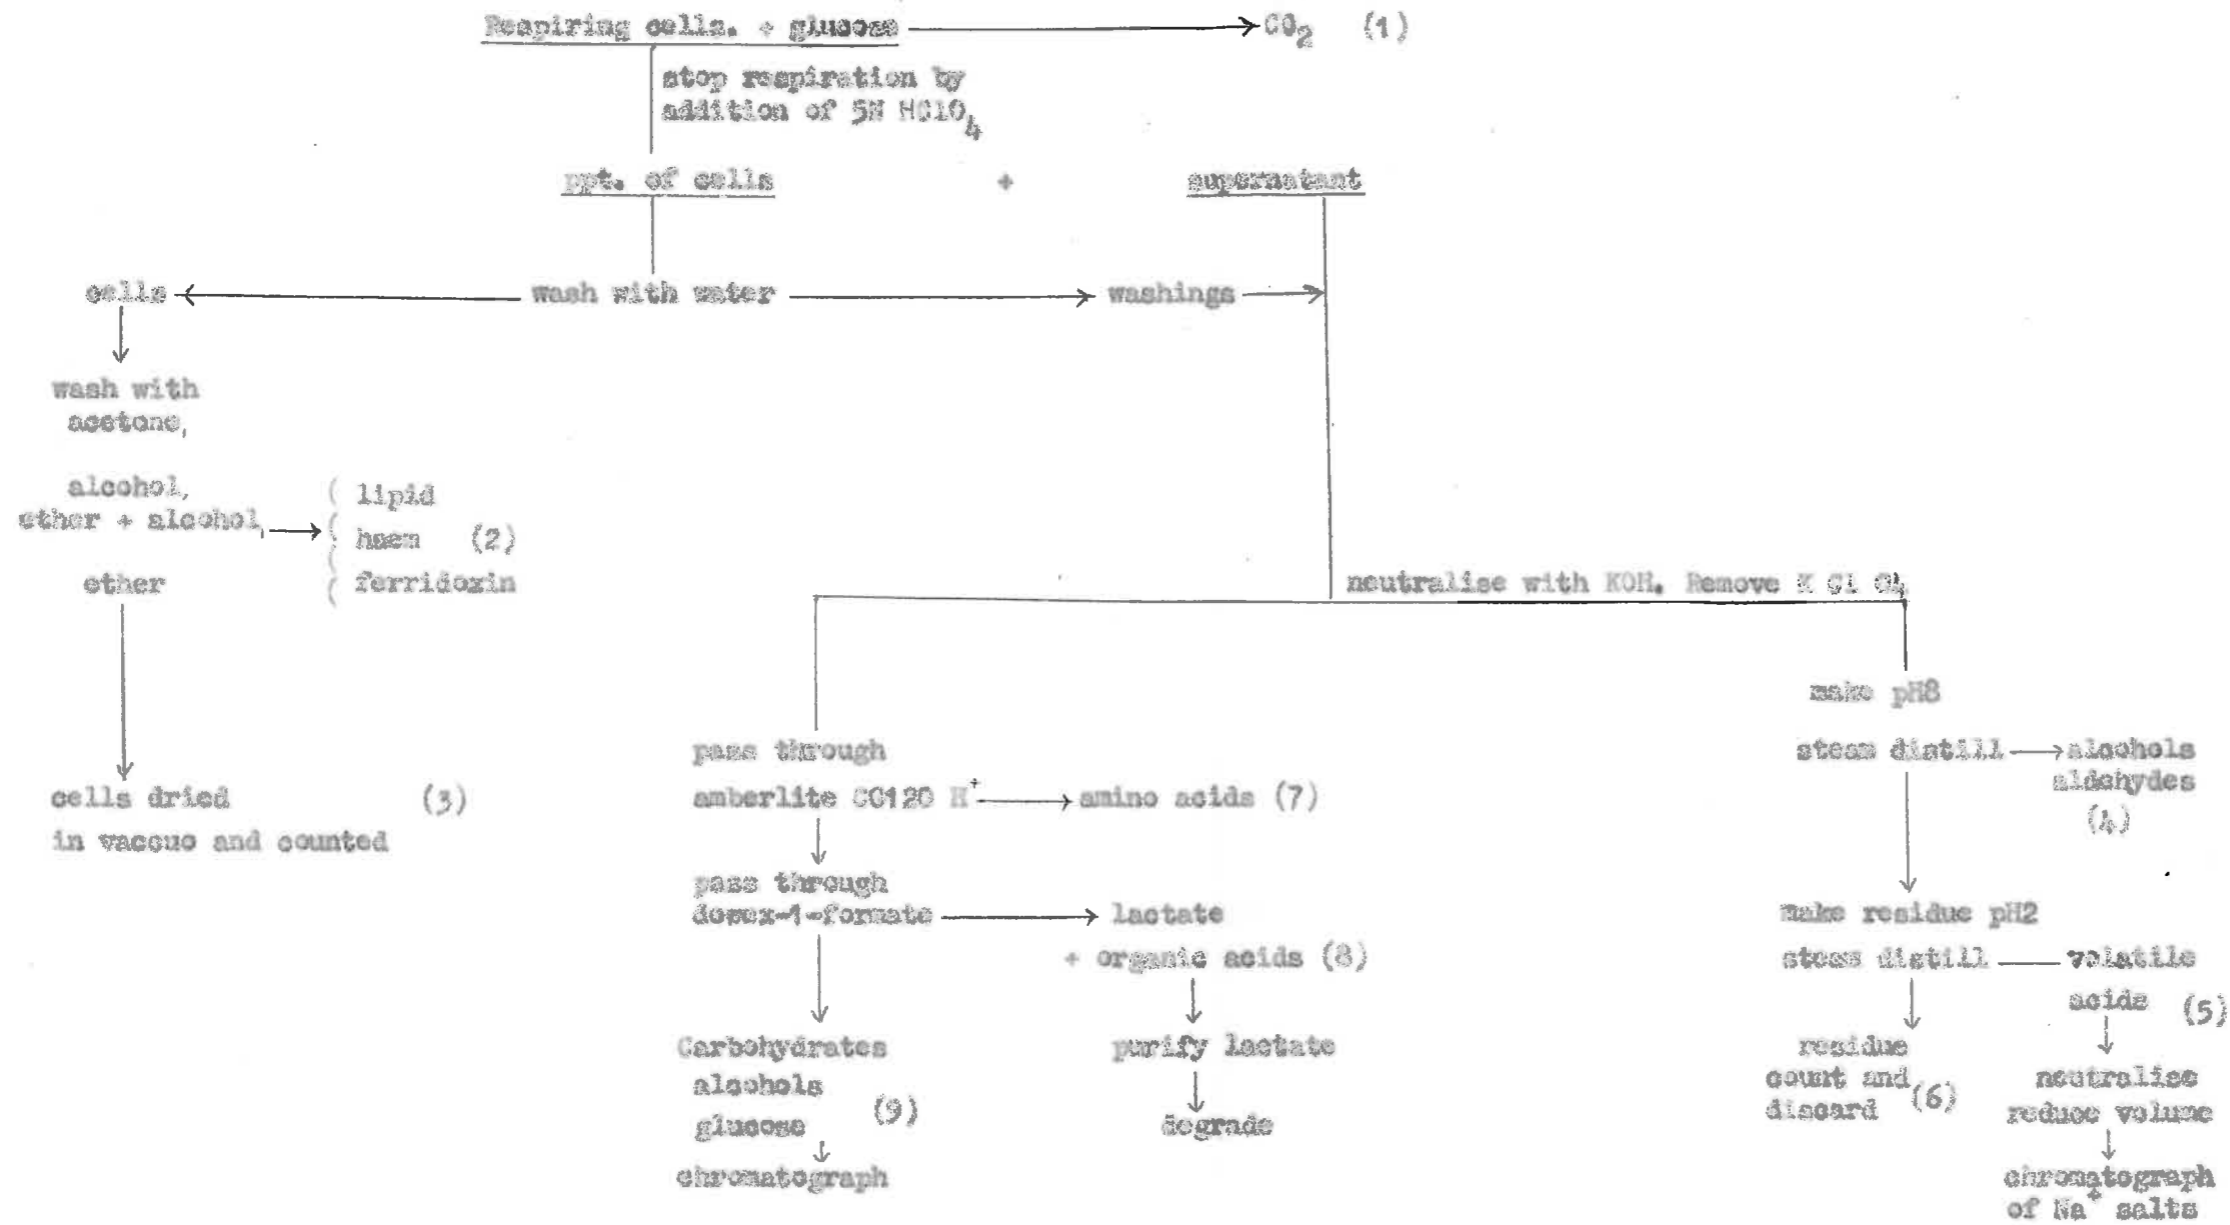 Respiring cells. + glucose
CO2 (1)
stop respiration by
addition of 5N HClO4
ppt. of cells + supernatant
cells
wash with water
washings
wash with
acetone,
alcohol,
ether + alcohol,
ether
( lipid
( haem (2)
( ferridoxin
neutralise with KOH. Remove K Cl O4
cells dried (3)
in vaccuo and counted
pass through
amberlite CG120 H+
amino acids (7)
pass through
dowex-1-formate
lactate
+ organic acids (8)
purify lactate
degrade
Carbohydrates
alcohols
glucose (9)
chromatograph
make pH8
steam distill
alcohols
aldehydes
(4)
make residue pH2
steam distill
volatile
acids (5)
residue
count and (6)
discard
neutralise
reduce volume
chromatograph
of Na+ salts